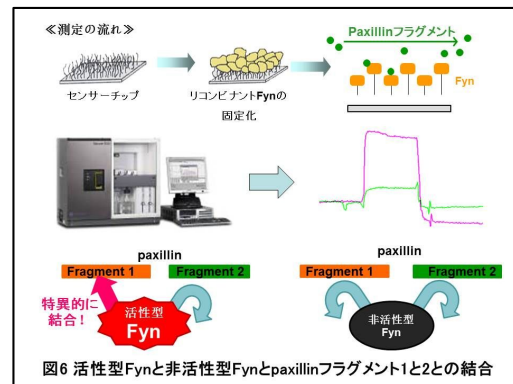 ≪測定の流れ≫
センサーチップ
リコンビナントFynの
固定化
Paxillinフラグメント
Fyn
paxillin
Fragment 1
Fragment 2
特異的に
結合!
活性型
Fyn
paxillin
Fragment 1
Fragment 2
非活性型
Fyn
図6 活性型Fynと非活性型Fynとpaxillinフラグメント1と2との結合